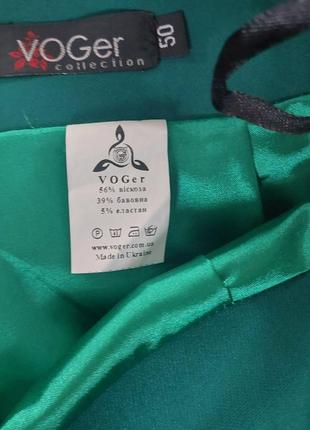 VOGer
collection
50
VOGer
56% віскоза
39% бавовна
5% еластан
www.voger.com.ua
Made in Ukraine